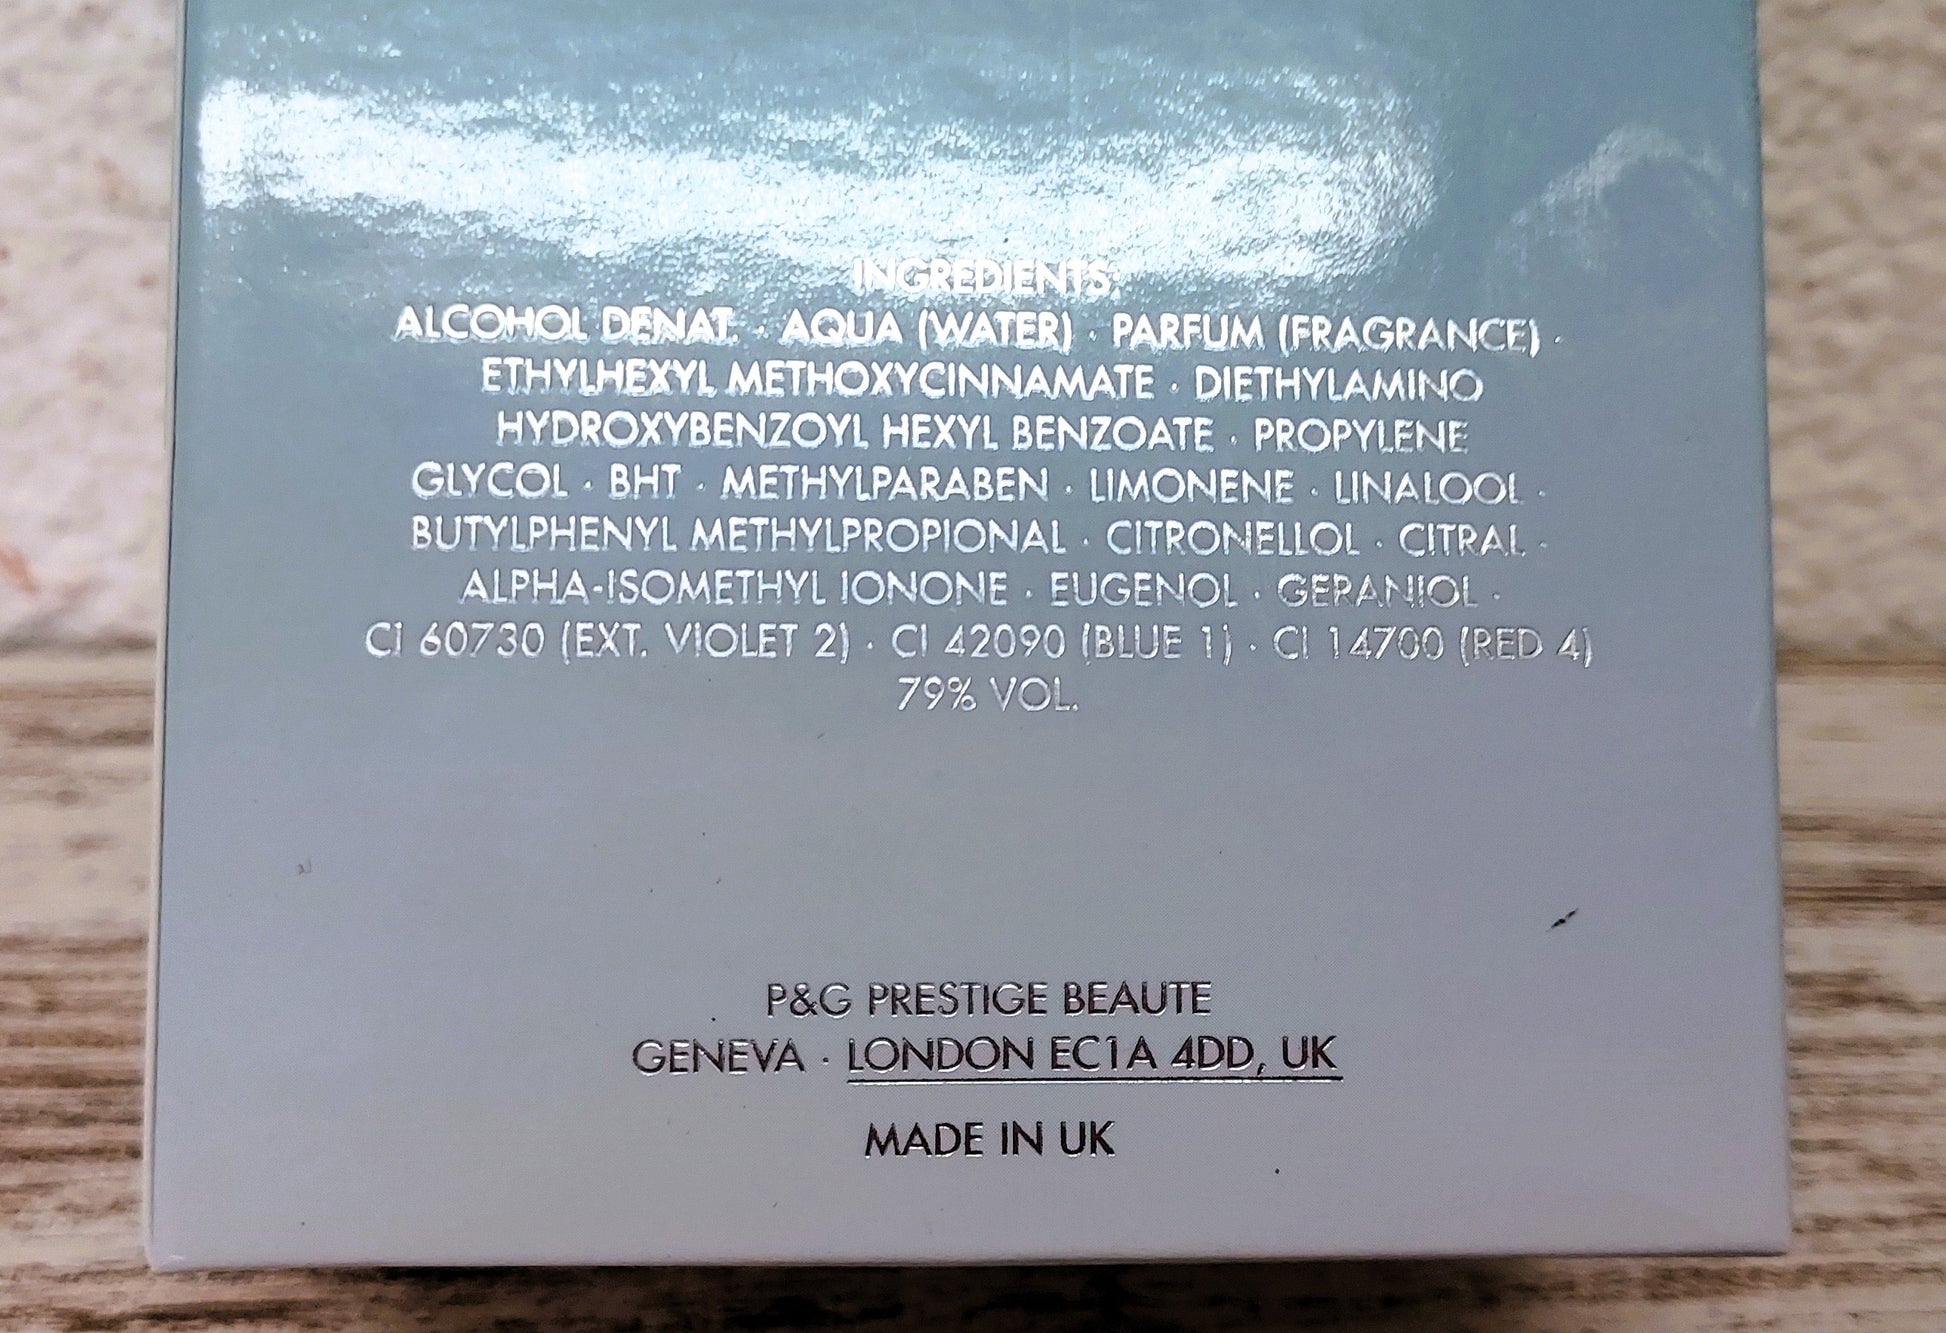 INGREDIENTS:
ALCOHOL DENAT. · AQUA (WATER) · PARFUM (FRAGRANCE) ·
ETHYLHEXYL METHOXYCINNAMATE · DIETHYLAMINO
HYDROXYBENZOYL HEXYL BENZOATE · PROPYLENE
GLYCOL · BHT · METHYLPARABEN · LIMONENE · LINALOOL ·
BUTYLPHENYL METHYLPROPIONAL · CITRONELLOL · CITRAL ·
ALPHA-ISOMETHYL IONONE · EUGENOL · GERANIOL ·
CI 60730 (EXT. VIOLET 2) · CI 42090 (BLUE 1) · CI 14700 (RED 4)
79% VOL.
P&G PRESTIGE BEAUTE
GENEVA · LONDON EC1A 4DD, UK
MADE IN UK